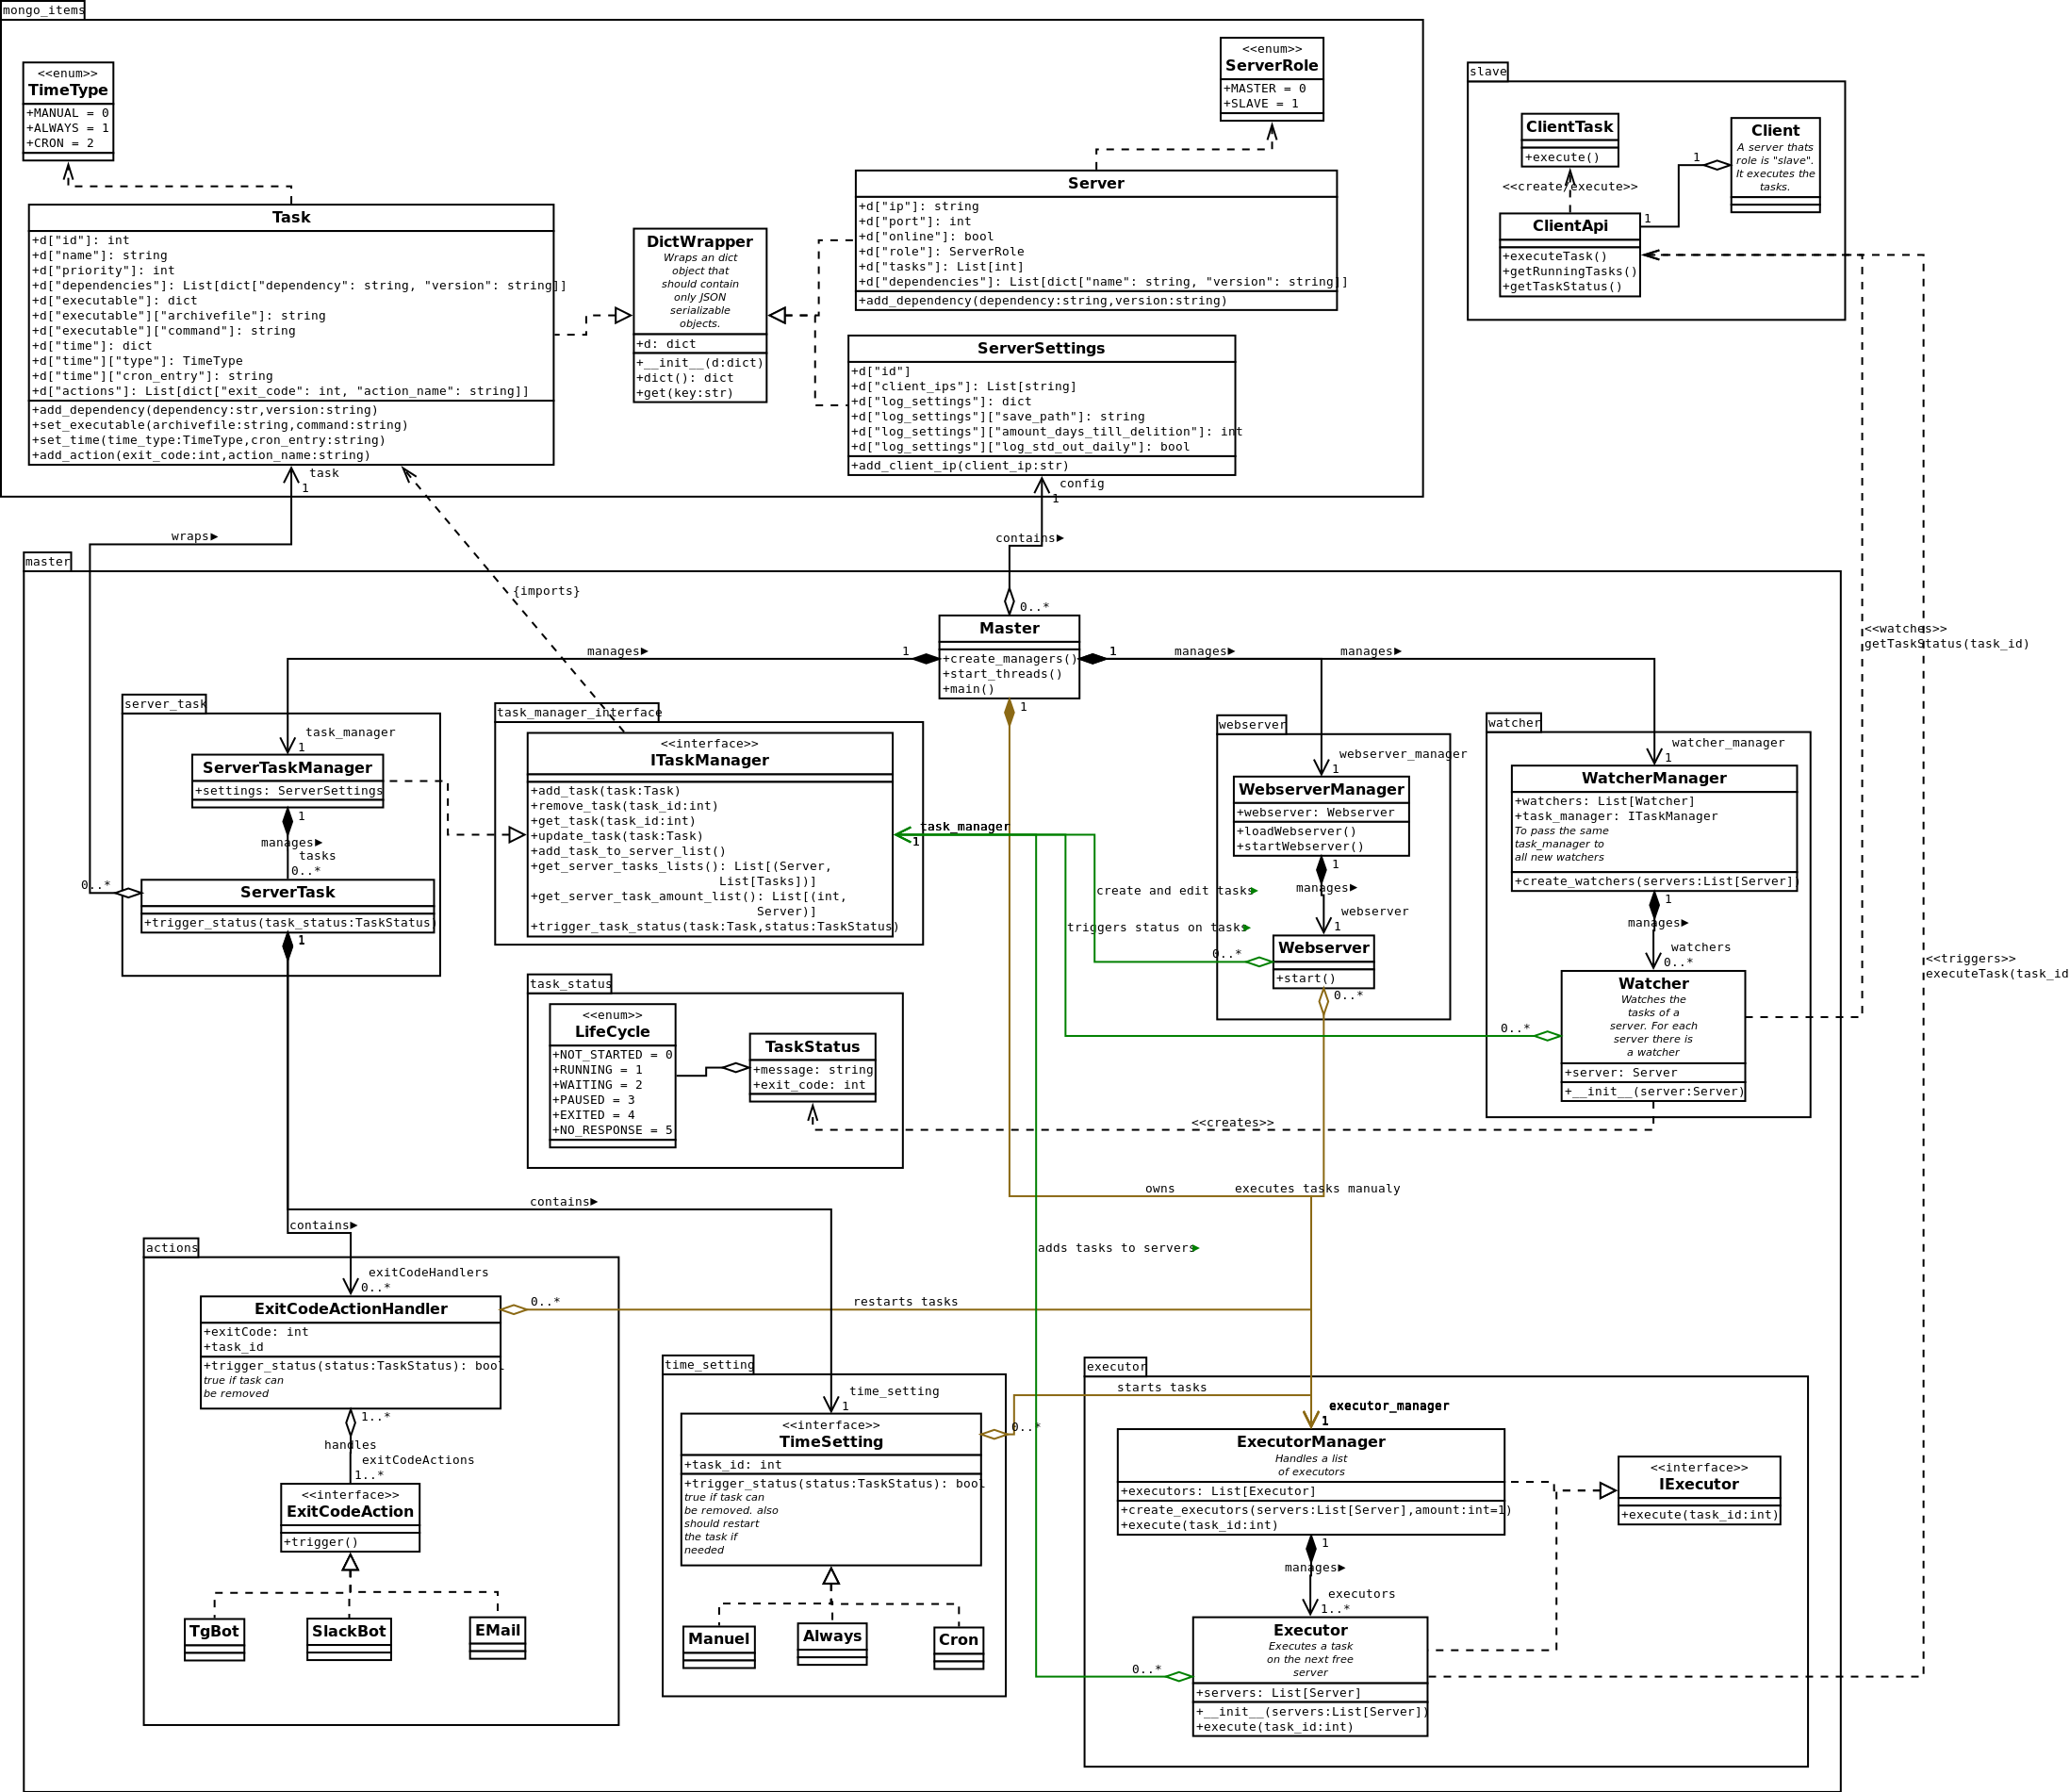 mongo_items
<<enum>>
TimeType
+MANUAL = 0
+ALWAYS = 1
+CRON = 2
<<enum>>
ServerRole
+MASTER = 0
+SLAVE = 1
Task
+d["id"]: int
+d["name"]: string
+d["priority"]: int
+d["dependencies"]: List[dict["dependency": string, "version": string]]
+d["executable"]: dict
+d["executable"]["archivefile"]: string
+d["executable"]["command"]: string
+d["time"]: dict
+d["time"]["type"]: TimeType
+d["time"]["cron_entry"]: string
+d["actions"]: List[dict["exit_code": int, "action_name": string]]
+add_dependency(dependency:str,version:string)
+set_executable(archivefile:string,command:string)
+set_time(time_type:TimeType,cron_entry:string)
+add_action(exit_code:int,action_name:string)
DictWrapper
Wraps an dict
object that
should contain
only JSON
serializable
objects.
+d: dict
+__init__(d:dict)
+dict(): dict
+get(key:str)
Server
+d["ip"]: string
+d["port"]: int
+d["online"]: bool
+d["role"]: ServerRole
+d["tasks"]: List[int]
+d["dependencies"]: List[dict["name": string, "version": string]]
+add_dependency(dependency:string,version:string)
ServerSettings
+d["id"]
+d["client_ips"]: List[string]
+d["log_settings"]: dict
+d["log_settings"]["save_path"]: string
+d["log_settings"]["amount_days_till_delition"]: int
+d["log_settings"]["log_std_out_daily"]: bool
+add_client_ip(client_ip:str)
slave
ClientTask
+execute()
Client
A server thats
role is "slave".
It executes the
tasks.
1
<<create/execute>>
ClientApi
1
+executeTask()
+getRunningTasks()
+getTaskStatus()
task
1
config
1
wraps▶
contains▶
{imports}
0..*
master
Master
+create_managers()
+start_threads()
+main()
manages▶
1
1
manages▶
manages▶
1
<<watches>>
getTaskStatus(task_id)
server_task
task_manager
1
ServerTaskManager
+settings: ServerSettings
1
manages▶
tasks
0..*
0..*
ServerTask
+trigger_status(task_status:TaskStatus)
1
task_manager_interface
<<interface>>
ITaskManager
+add_task(task:Task)
+remove_task(task_id:int)
+get_task(task_id:int)
+update_task(task:Task)
+add_task_to_server_list()
+get_server_tasks_lists(): List[(Server,
List[Tasks])]
+get_server_task_amount_list(): List[(int,
Server)]
+trigger_task_status(task:Task,status:TaskStatus)
task_manager
1
create and edit tasks▶
triggers status on tasks▶
webserver
webserver_manager
1
WebserverManager
+webserver: Webserver
+loadWebserver()
+startWebserver()
1
manages▶
webserver
1
0..*
Webserver
+start()
0..*
watcher
watcher_manager
1
WatcherManager
+watchers: List[Watcher]
+task_manager: ITaskManager
To pass the same
task_manager to
all new watchers
+create_watchers(servers:List[Server])
1
manages▶
watchers
0..*
Watcher
Watches the
tasks of a
server. For each
server there is
a watcher
+server: Server
+__init__(server:Server)
0..*
<<triggers>>
executeTask(task_id
task_status
<<enum>>
LifeCycle
+NOT_STARTED = 0
+RUNNING = 1
+WAITING = 2
+PAUSED = 3
+EXITED = 4
+NO_RESPONSE = 5
TaskStatus
+message: string
+exit_code: int
<<creates>>
owns
executes tasks manualy
contains▶
contains▶
adds tasks to servers▶
actions
exitCodeHandlers
0..*
ExitCodeActionHandler
+exitCode: int
+task_id
+trigger_status(status:TaskStatus): bool
true if task can
be removed
0..*
restarts tasks
1..*
handles
exitCodeActions
1..*
<<interface>>
ExitCodeAction
+trigger()
TgBot
SlackBot
EMail
time_setting
time_setting
1
<<interface>>
TimeSetting
+task_id: int
+trigger_status(status:TaskStatus): bool
true if task can
be removed. also
should restart
the task if
needed
0..*
Manuel
Always
Cron
executor
starts tasks
executor_manager
1
ExecutorManager
Handles a list
of executors
+executors: List[Executor]
+create_executors(servers:List[Server],amount:int=1)
+execute(task_id:int)
1
manages▶
executors
1..*
<<interface>>
IExecutor
+execute(task_id:int)
0..*
Executor
Executes a task
on the next free
server
+servers: List[Server]
+__init__(servers:List[Server])
+execute(task_id:int)